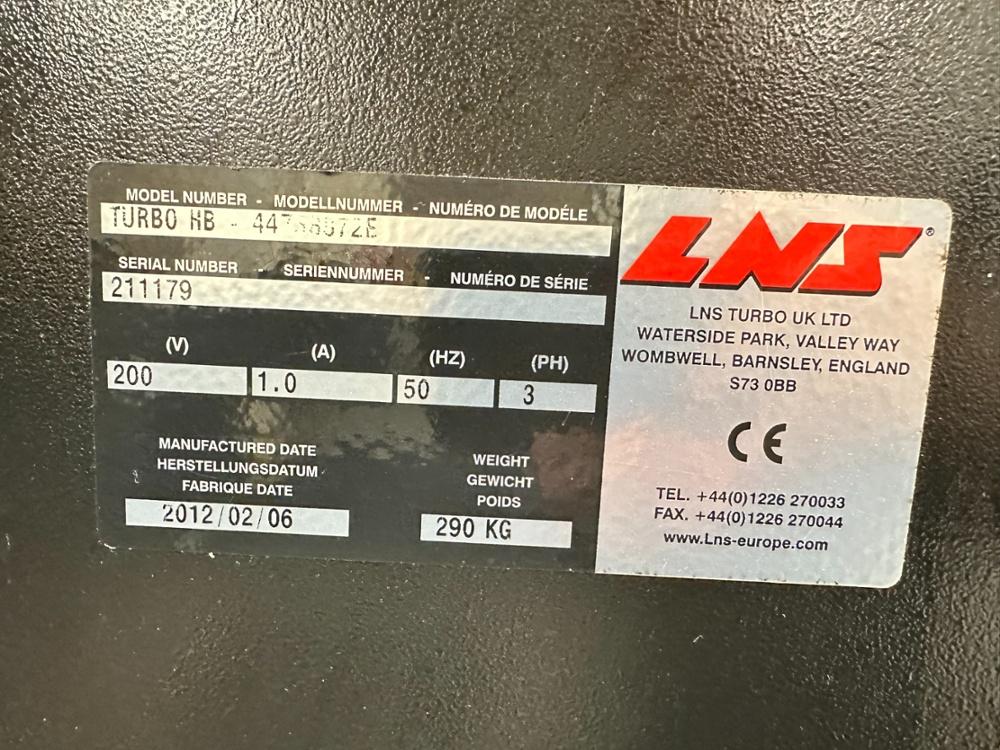 MODEL NUMBER - MODELLNUMMER - NUMÉRO DE MODÉLE
TURBO HB -
SERIAL NUMBER - SERIENNUMMER - NUMÉRO DE SÉRIE
211179
(V) (A) (HZ) (PH)
200 1.0 50 3
MANUFACTURED DATE
HERSTELLUNGSDATUM
FABRIQUE DATE
2012/02/06
WEIGHT
GEWICHT
POIDS
290 KG
LNS®
LNS TURBO UK LTD
WATERSIDE PARK, VALLEY WAY
WOMBWELL, BARNSLEY, ENGLAND
S73 0BB
CE
TEL. +44(0)1226 270033
FAX. +44(0)1226 270044
www.Lns-europe.com